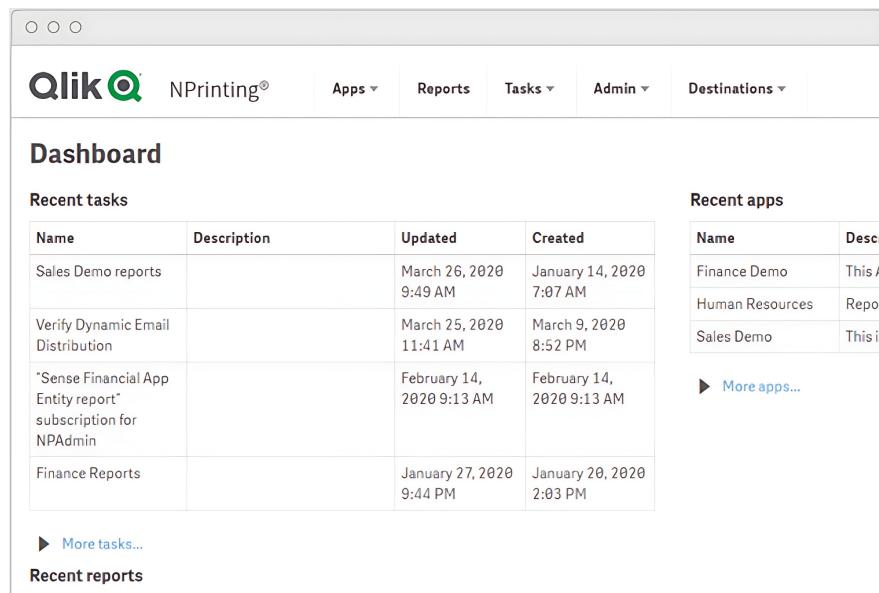 Qlik NPrinting® Apps Reports Tasks Admin Destinations
Dashboard
Recent tasks
Name Description Updated Created
Sales Demo reports March 26, 2020 January 14, 2020
9:49 AM 7:07 AM
Verify Dynamic Email March 25, 2020 March 9, 2020
Distribution 11:41 AM 8:52 PM
"Sense Financial App February 14, February 14,
Entity report" 2020 9:13 AM 2020 9:13 AM
subscription for
NPAdmin
Finance Reports January 27, 2020 January 20, 2020
9:44 PM 2:03 PM
More tasks...
Recent reports
Recent apps
Name Desc
Finance Demo This
Human Resources Repo
Sales Demo This i
More apps...